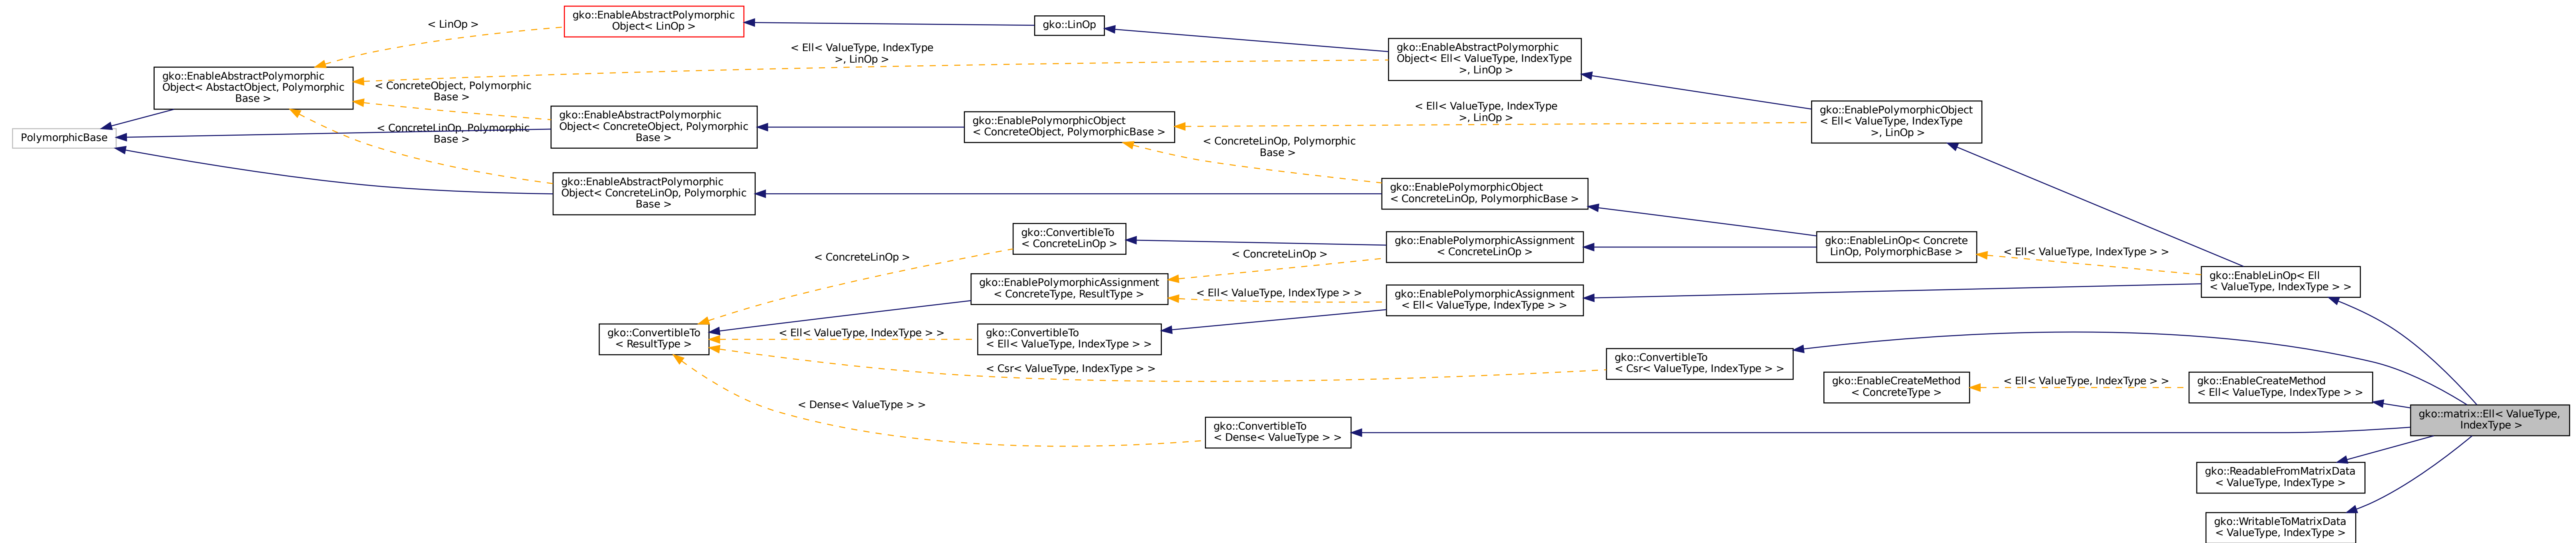 gko::EnableAbstractPolymorphic
Object< LinOp >
< LinOp >
gko::LinOp
< Ell< ValueType, IndexType
>, LinOp >
gko::EnableAbstractPolymorphic
Object< Ell< ValueType, IndexType
>, LinOp >
gko::EnableAbstractPolymorphic
Object< AbstactObject, Polymorphic
Base >
< ConcreteObject, Polymorphic
Base >
gko::EnableAbstractPolymorphic
Object< ConcreteObject, Polymorphic
Base >
gko::EnablePolymorphicObject
< ConcreteObject, PolymorphicBase >
< Ell< ValueType, IndexType
>, LinOp >
gko::EnablePolymorphicObject
< Ell< ValueType, IndexType
>, LinOp >
PolymorphicBase
< ConcreteLinOp, Polymorphic
Base >
< ConcreteLinOp, Polymorphic
Base >
gko::EnableAbstractPolymorphic
Object< ConcreteLinOp, Polymorphic
Base >
gko::EnablePolymorphicObject
< ConcreteLinOp, PolymorphicBase >
gko::ConvertibleTo
< ConcreteLinOp >
< ConcreteLinOp >
< ConcreteLinOp >
gko::EnablePolymorphicAssignment
< ConcreteLinOp >
gko::EnableLinOp< Concrete
LinOp, PolymorphicBase >
< Ell< ValueType, IndexType > >
gko::EnableLinOp< Ell
< ValueType, IndexType > >
gko::EnablePolymorphicAssignment
< ConcreteType, ResultType >
< Ell< ValueType, IndexType > >
gko::EnablePolymorphicAssignment
< Ell< ValueType, IndexType > >
gko::ConvertibleTo
< ResultType >
< Ell< ValueType, IndexType > >
gko::ConvertibleTo
< Ell< ValueType, IndexType > >
< Csr< ValueType, IndexType > >
gko::ConvertibleTo
< Csr< ValueType, IndexType > >
gko::EnableCreateMethod
< ConcreteType >
< Ell< ValueType, IndexType > >
gko::EnableCreateMethod
< Ell< ValueType, IndexType > >
< Dense< ValueType > >
gko::ConvertibleTo
< Dense< ValueType > >
gko::matrix::Ell< ValueType,
IndexType >
gko::ReadableFromMatrixData
< ValueType, IndexType >
gko::WritableToMatrixData
< ValueType, IndexType >